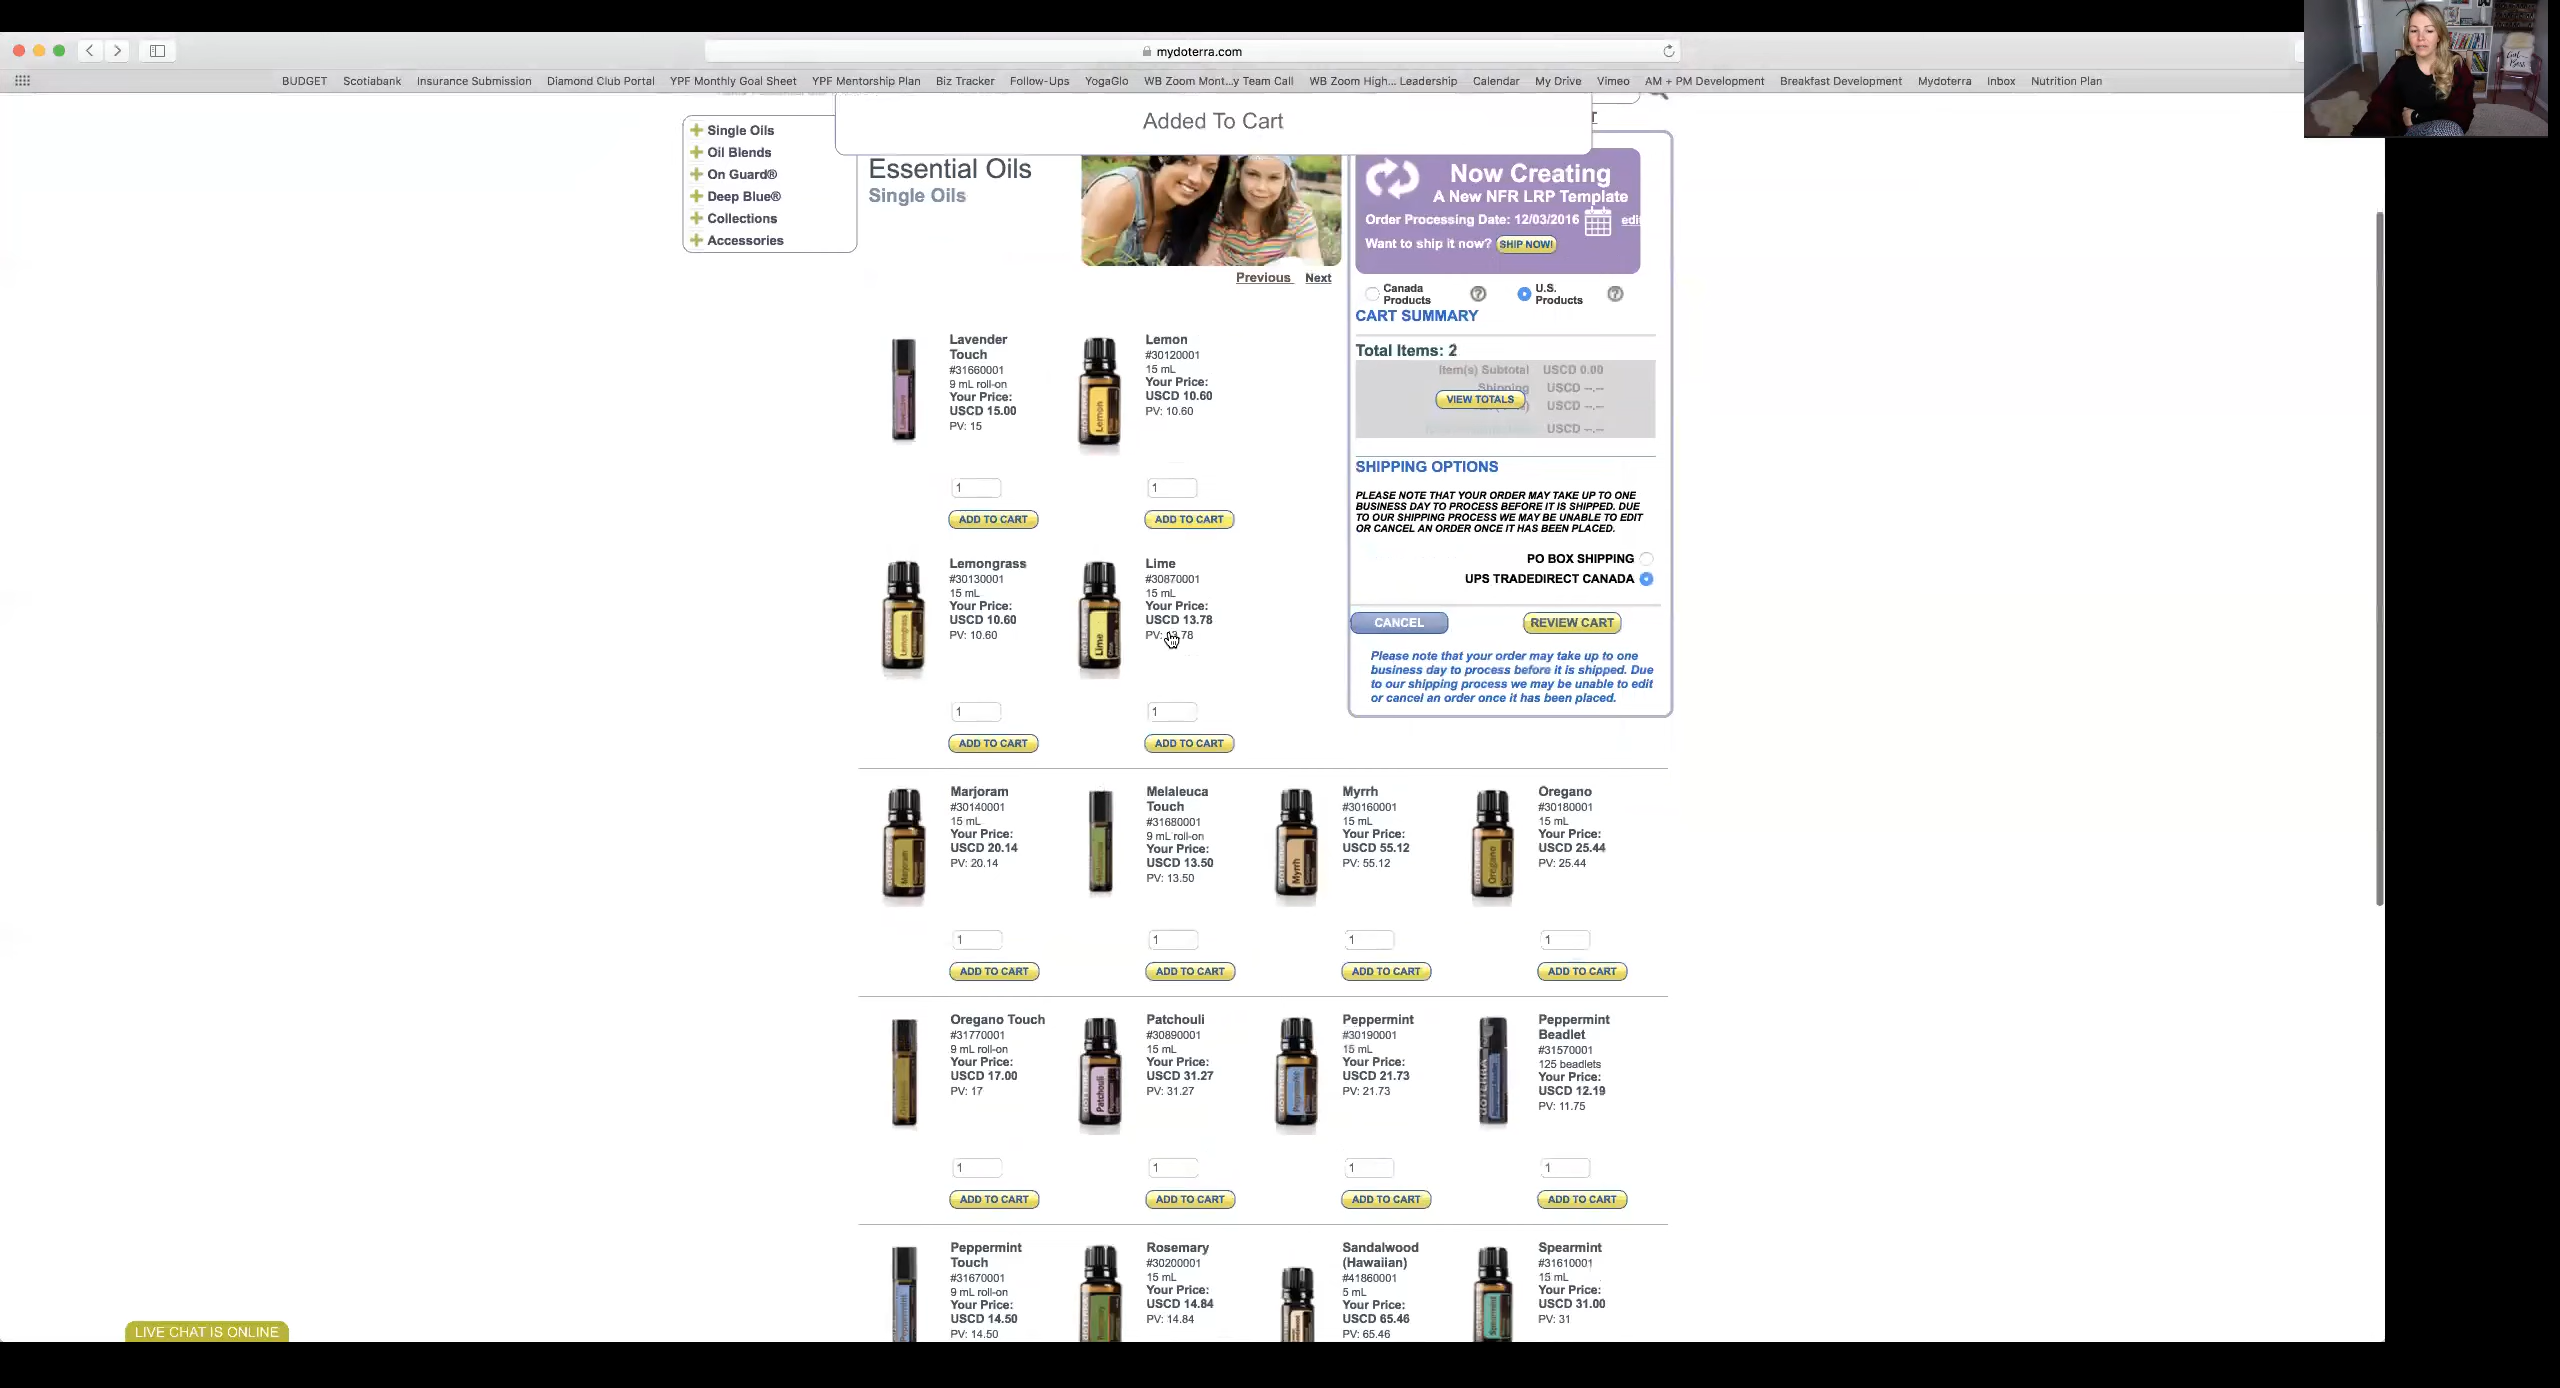 mydoterra.com
BUDGET Scotiabank Insurance Submission Diamond Club Portal YPF Monthly Goal Sheet YPF Mentorship Plan Biz Tracker Follow-Ups YogaGlo WB Zoom Mont...y Team Call WB Zoom High... Leadership Calendar My Drive Vimeo AM + PM Development Breakfast Development Mydoterra Inbox Nutrition Plan
Added To Cart
Single Oils
Oil Blends
On Guard®
Deep Blue®
Collections
Accessories
Essential Oils
Single Oils
Previous Next
Now Creating
A New NFR LRP Template
Order Processing Date: 12/03/2016 edit
Want to ship it now? SHIP NOW!
Canada
Products
U.S.
Products
CART SUMMARY
Total Items: 2
Item(s) Subtotal USCD 0.00
Shipping USCD --.--
USCD --.--
USCD --.--
VIEW TOTALS
SHIPPING OPTIONS
PLEASE NOTE THAT YOUR ORDER MAY TAKE UP TO ONE
BUSINESS DAY TO PROCESS BEFORE IT IS SHIPPED. DUE
TO OUR SHIPPING PROCESS WE MAY BE UNABLE TO EDIT
OR CANCEL AN ORDER ONCE IT HAS BEEN PLACED.
PO BOX SHIPPING
UPS TRADEDIRECT CANADA
CANCEL REVIEW CART
Please note that your order may take up to one
business day to process before it is shipped. Due
to our shipping process we may be unable to edit
or cancel an order once it has been placed.
Lavender
Touch
#31660001
9 mL roll-on
Your Price:
USCD 15.00
PV: 15
1
ADD TO CART
Lemon
#30120001
15 mL
Your Price:
USCD 10.60
PV: 10.60
1
ADD TO CART
Lemongrass
#30130001
15 mL
Your Price:
USCD 10.60
PV: 10.60
1
ADD TO CART
Lime
#30870001
15 mL
Your Price:
USCD 13.78
PV: 13.78
1
ADD TO CART
Marjoram
#30140001
15 mL
Your Price:
USCD 20.14
PV: 20.14
1
ADD TO CART
Melaleuca
Touch
#31680001
9 mL roll-on
Your Price:
USCD 13.50
PV: 13.50
1
ADD TO CART
Myrrh
#30160001
15 mL
Your Price:
USCD 55.12
PV: 55.12
1
ADD TO CART
Oregano
#30180001
15 mL
Your Price:
USCD 25.44
PV: 25.44
1
ADD TO CART
Oregano Touch
#31770001
9 mL roll-on
Your Price:
USCD 17.00
PV: 17
1
ADD TO CART
Patchouli
#30890001
15 mL
Your Price:
USCD 31.27
PV: 31.27
1
ADD TO CART
Peppermint
#30190001
15 mL
Your Price:
USCD 21.73
PV: 21.73
1
ADD TO CART
Peppermint
Beadlet
#31570001
125 beadlets
Your Price:
USCD 12.19
PV: 11.75
1
ADD TO CART
Peppermint
Touch
#31670001
9 mL roll-on
Your Price:
USCD 14.50
PV: 14.50
Rosemary
#30200001
15 mL
Your Price:
USCD 14.84
PV: 14.84
Sandalwood
(Hawaiian)
#41860001
5 mL
Your Price:
USCD 65.46
PV: 65.46
Spearmint
#31610001
15 mL
Your Price:
USCD 31.00
PV: 31
LIVE CHAT IS ONLINE